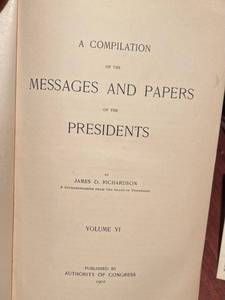 A COMPILATION
OF THE
MESSAGES AND PAPERS
OF THE
PRESIDENTS
BY
JAMES D. RICHARDSON
A REPRESENTATIVE FROM THE STATE OF TENNESSEE
VOLUME VI
PUBLISHED BY
AUTHORITY OF CONGRESS